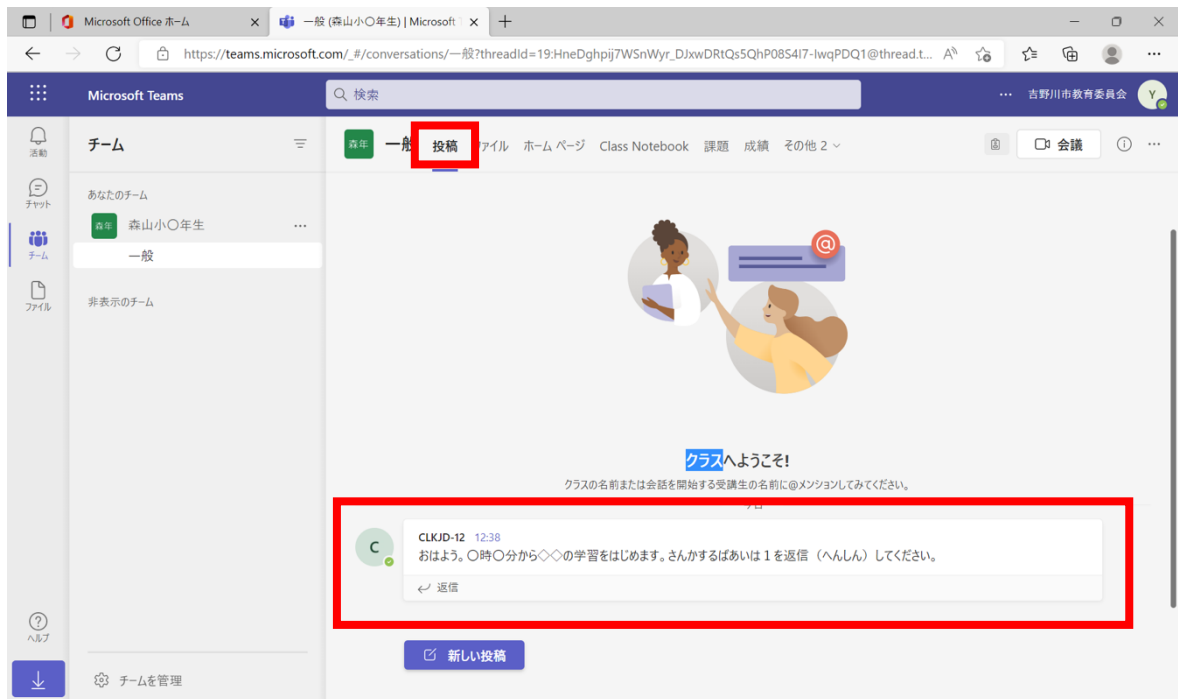 Microsoft Office ホーム
一般 (森山小〇年生) | Microsoft
https://teams.microsoft.com/_#/conversations/一般?threadId=19:HneDghpij7WSnWyr_DJxwDRtQs5QhP08S4I7-IwqPDQ1@thread.t...
Microsoft Teams
検索
吉野川市教育委員会
Y
活動
チャット
チーム
ファイル
ヘルプ
チーム
あなたのチーム
森年 森山小〇年生
一般
非表示のチーム
チームを管理
森年 一般 投稿 ファイル ホーム ページ Class Notebook 課題 成績 その他 2
会議
@
クラスへようこそ!
クラスの名前または会話を開始する受講生の名前に@メンションしてみてください。
C
CLKJD-12 12:38
おはよう。〇時〇分から◇◇の学習をはじめます。さんかするばあいは１を返信（へんしん）してください。
返信
新しい投稿